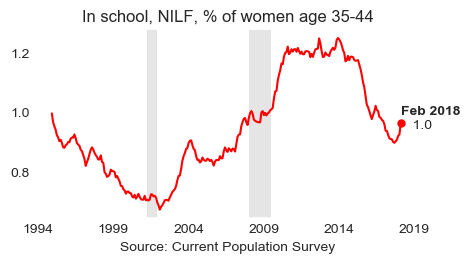 In school, NILF, % of women age 35-44
1.2
1.0
0.8
Feb 2018
1.0
1994 1999 2004 2009 2014 2019
Source: Current Population Survey